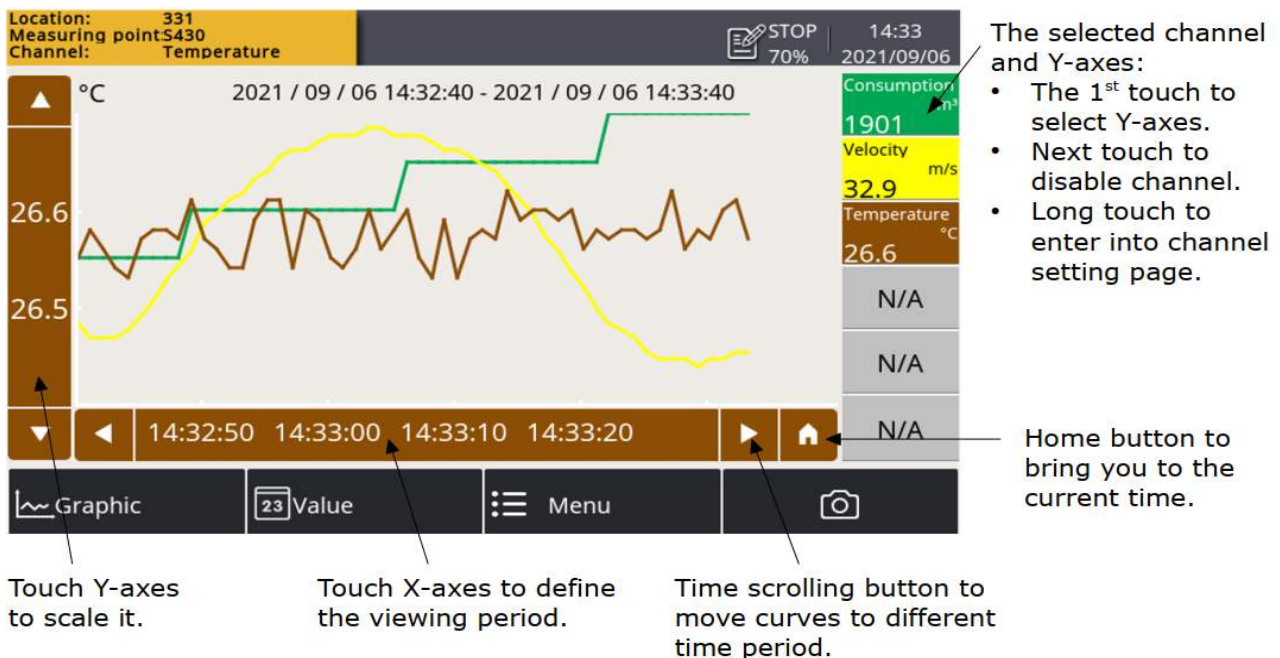 Location: 331
Measuring point:S430
Channel: Temperature
STOP
70%
14:33
2021/09/06
°C
2021 / 09 / 06 14:32:40 - 2021 / 09 / 06 14:33:40
26.6
26.5
Consumption
m³
1901
Velocity
m/s
32.9
Temperature
°C
26.6
N/A
N/A
N/A
14:32:50 14:33:00 14:33:10 14:33:20
Graphic
23 Value
Menu
The selected channel
and Y-axes:
• The 1st touch to
select Y-axes.
• Next touch to
disable channel.
• Long touch to
enter into channel
setting page.
Home button to
bring you to the
current time.
Touch Y-axes
to scale it.
Touch X-axes to define
the viewing period.
Time scrolling button to
move curves to different
time period.